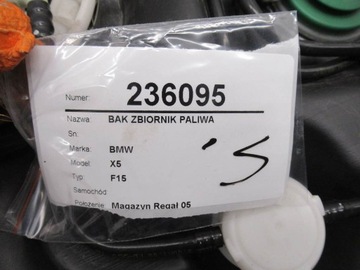 Numer: 236095
Nazwa: BAK ZBIORNIK PALIWA
Sn:
Marka: BMW
Model: X5
Typ: F15
Samochód
Położenie: Magazyn Regał 05